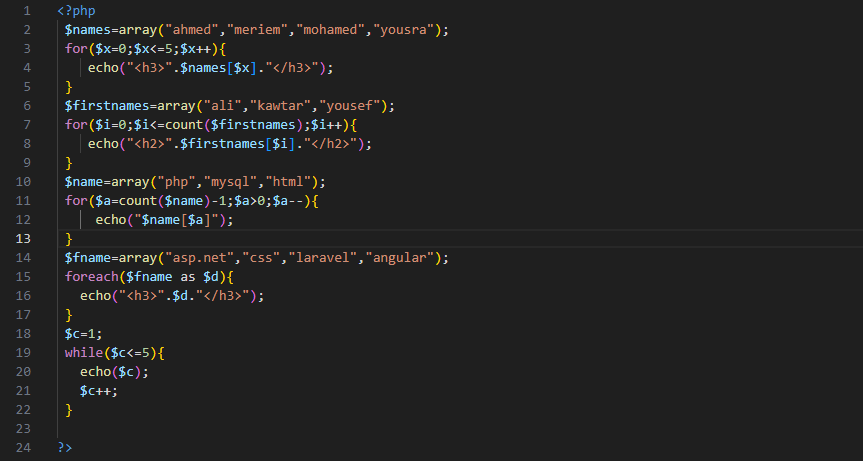 1 <?php
2 $names=array("ahmed","meriem","mohamed","yousra");
3 for($x=0;$x<=5;$x++){
4 echo("<h3>".$names[$x]."</h3>");
5 }
6 $firstnames=array("ali","kawtar","yousef");
7 for($i=0;$i<=count($firstnames);$i++){
8 echo("<h2>".$firstnames[$i]."</h2>");
9 }
10 $name=array("php","mysql","html");
11 for($a=count($name)-1;$a>0;$a--){
12 echo("$name[$a]");
13 }
14 $fname=array("asp.net","css","laravel","angular");
15 foreach($fname as $d){
16 echo("<h3>".$d."</h3>");
17 }
18 $c=1;
19 while($c<=5){
20 echo($c);
21 $c++;
22 }
23
24 ?>